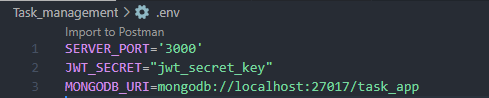 Task_management > .env
Import to Postman
1 SERVER_PORT='3000'
2 JWT_SECRET="jwt_secret_key"
3 MONGODB_URI=mongodb://localhost:27017/task_app